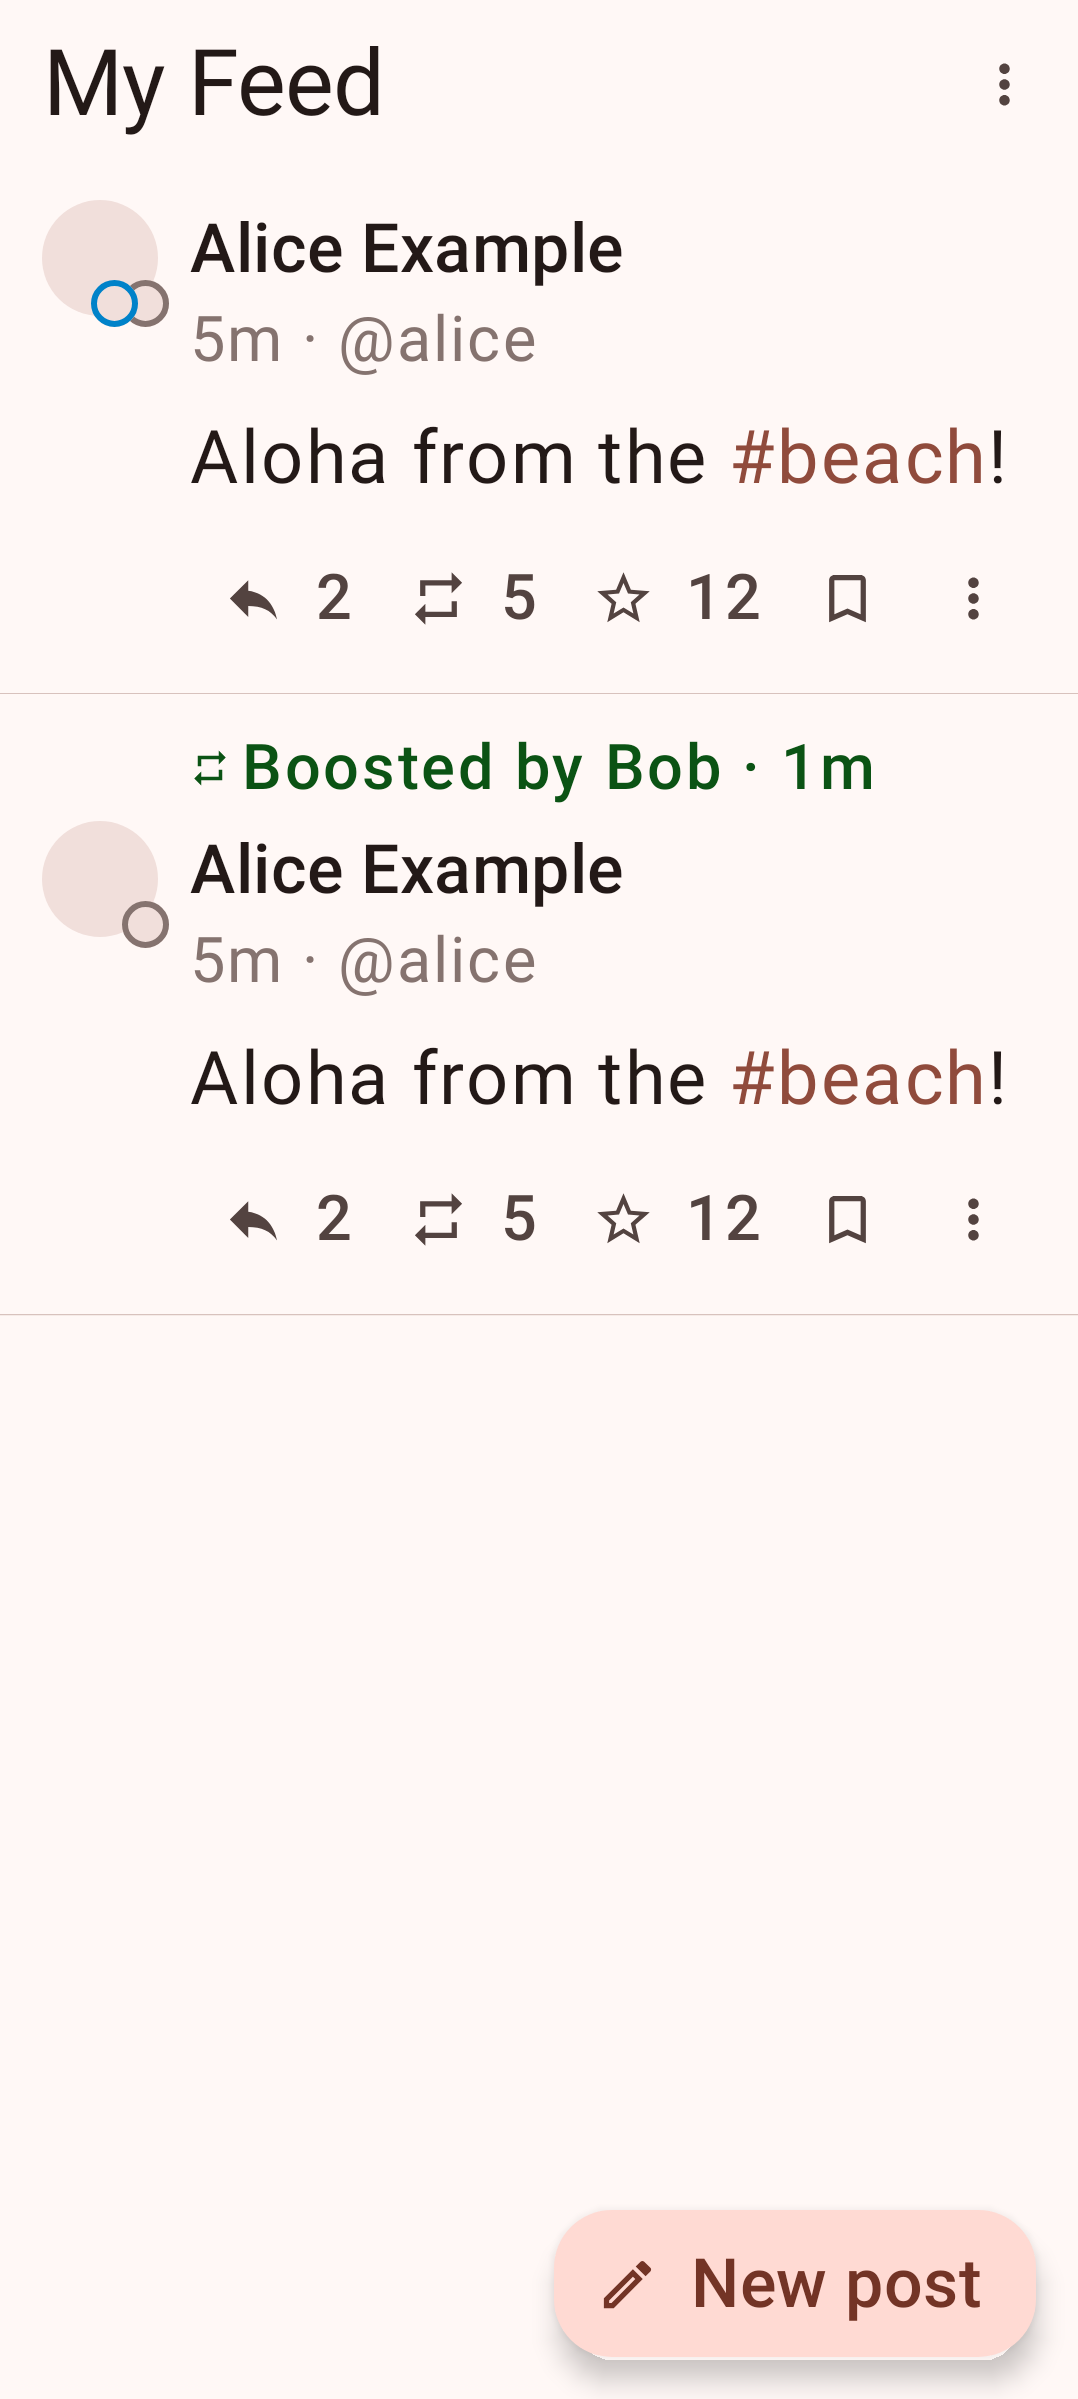 My Feed
Alice Example
5m · @alice
Aloha from the #beach!
2 5 12
Boosted by Bob · 1m
Alice Example
5m · @alice
Aloha from the #beach!
2 5 12
New post